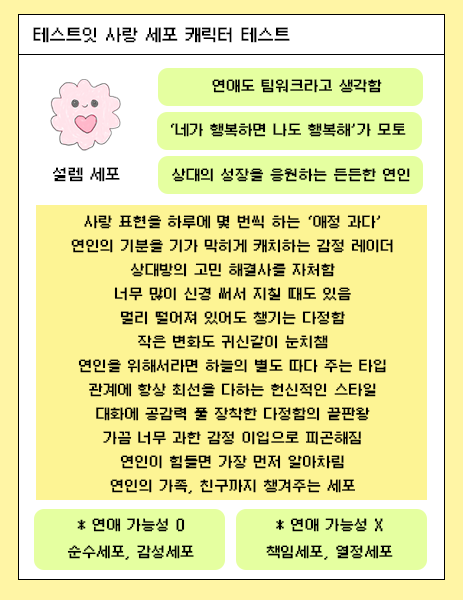 테스트잇 사랑 세포 캐릭터 테스트
연애도 팀워크라고 생각함
‘네가 행복하면 나도 행복해’가 모토
설렘 세포
상대의 성장을 응원하는 든든한 연인
사랑 표현을 하루에 몇 번씩 하는 ‘애정 과다’
연인의 기분을 기가 막히게 캐치하는 감정 레이더
상대방의 고민 해결사를 자처함
너무 많이 신경 써서 지칠 때도 있음
멀리 떨어져 있어도 챙기는 다정함
작은 변화도 귀신같이 눈치챔
연인을 위해서라면 하늘의 별도 따다 주는 타입
관계에 항상 최선을 다하는 헌신적인 스타일
대화에 공감력 풀 장착한 다정함의 끝판왕
가끔 너무 과한 감정 이입으로 피곤해짐
연인이 힘들면 가장 먼저 알아차림
연인의 가족, 친구까지 챙겨주는 세포
* 연애 가능성 O
순수세포, 감성세포
* 연애 가능성 X
책임세포, 열정세포